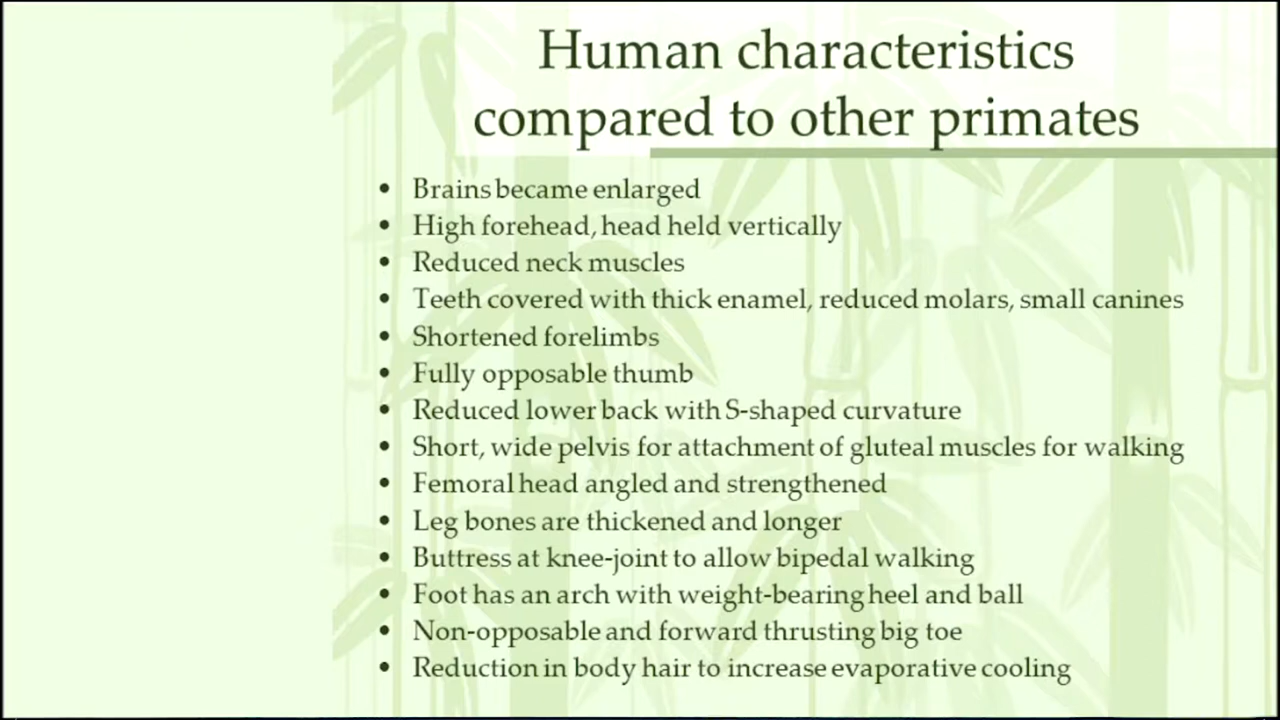 Human characteristics
compared to other primates
• Brains became enlarged
• High forehead, head held vertically
• Reduced neck muscles
• Teeth covered with thick enamel, reduced molars, small canines
• Shortened forelimbs
• Fully opposable thumb
• Reduced lower back with S-shaped curvature
• Short, wide pelvis for attachment of gluteal muscles for walking
• Femoral head angled and strengthened
• Leg bones are thickened and longer
• Buttress at knee-joint to allow bipedal walking
• Foot has an arch with weight-bearing heel and ball
• Non-opposable and forward thrusting big toe
• Reduction in body hair to increase evaporative cooling